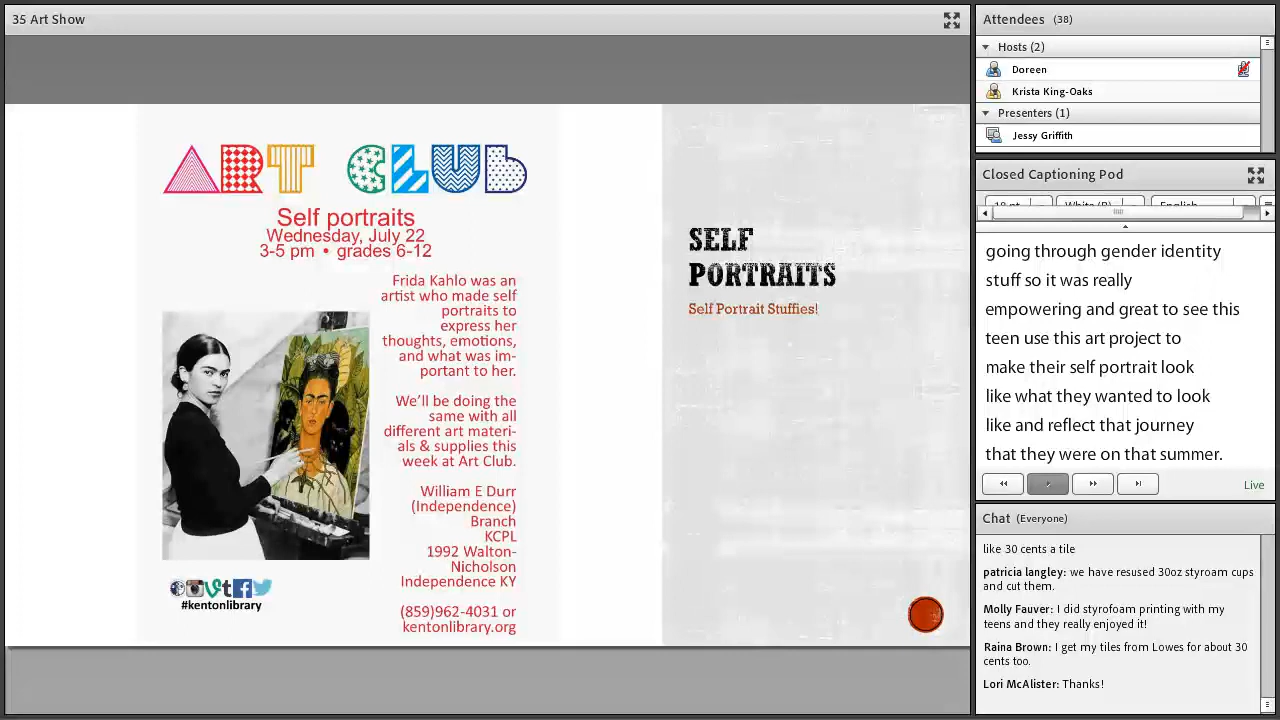 35 Art Show
ART CLUb
Self portraits
Wednesday, July 22
3-5 pm • grades 6-12
Frida Kahlo was an
artist who made self
portraits to
express her
thoughts, emotions,
and what was im-
portant to her.
We'll be doing the
same with all
different art materi-
als & supplies this
week at Art Club.
William E Durr
(Independence)
Branch
KCPL
1992 Walton-
Nicholson
Independence KY
(859)962-4031 or
kentonlibrary.org
#kentonlibrary
SELF
PORTRAITS
Self Portrait Stuffies!
Attendees (38)
Hosts (2)
Doreen
Krista King-Oaks
Presenters (1)
Jessy Griffith
Closed Captioning Pod
18 pt White (B) English
going through gender identity
stuff so it was really
empowering and great to see this
teen use this art project to
make their self portrait look
like what they wanted to look
like and reflect that journey
that they were on that summer.
Live
Chat (Everyone)
like 30 cents a tile
patricia langley: we have resused 30oz styroam cups
and cut them.
Molly Fauver: I did styrofoam printing with my
teens and they really enjoyed it!
Raina Brown: I get my tiles from Lowes for about 30
cents too.
Lori McAlister: Thanks!